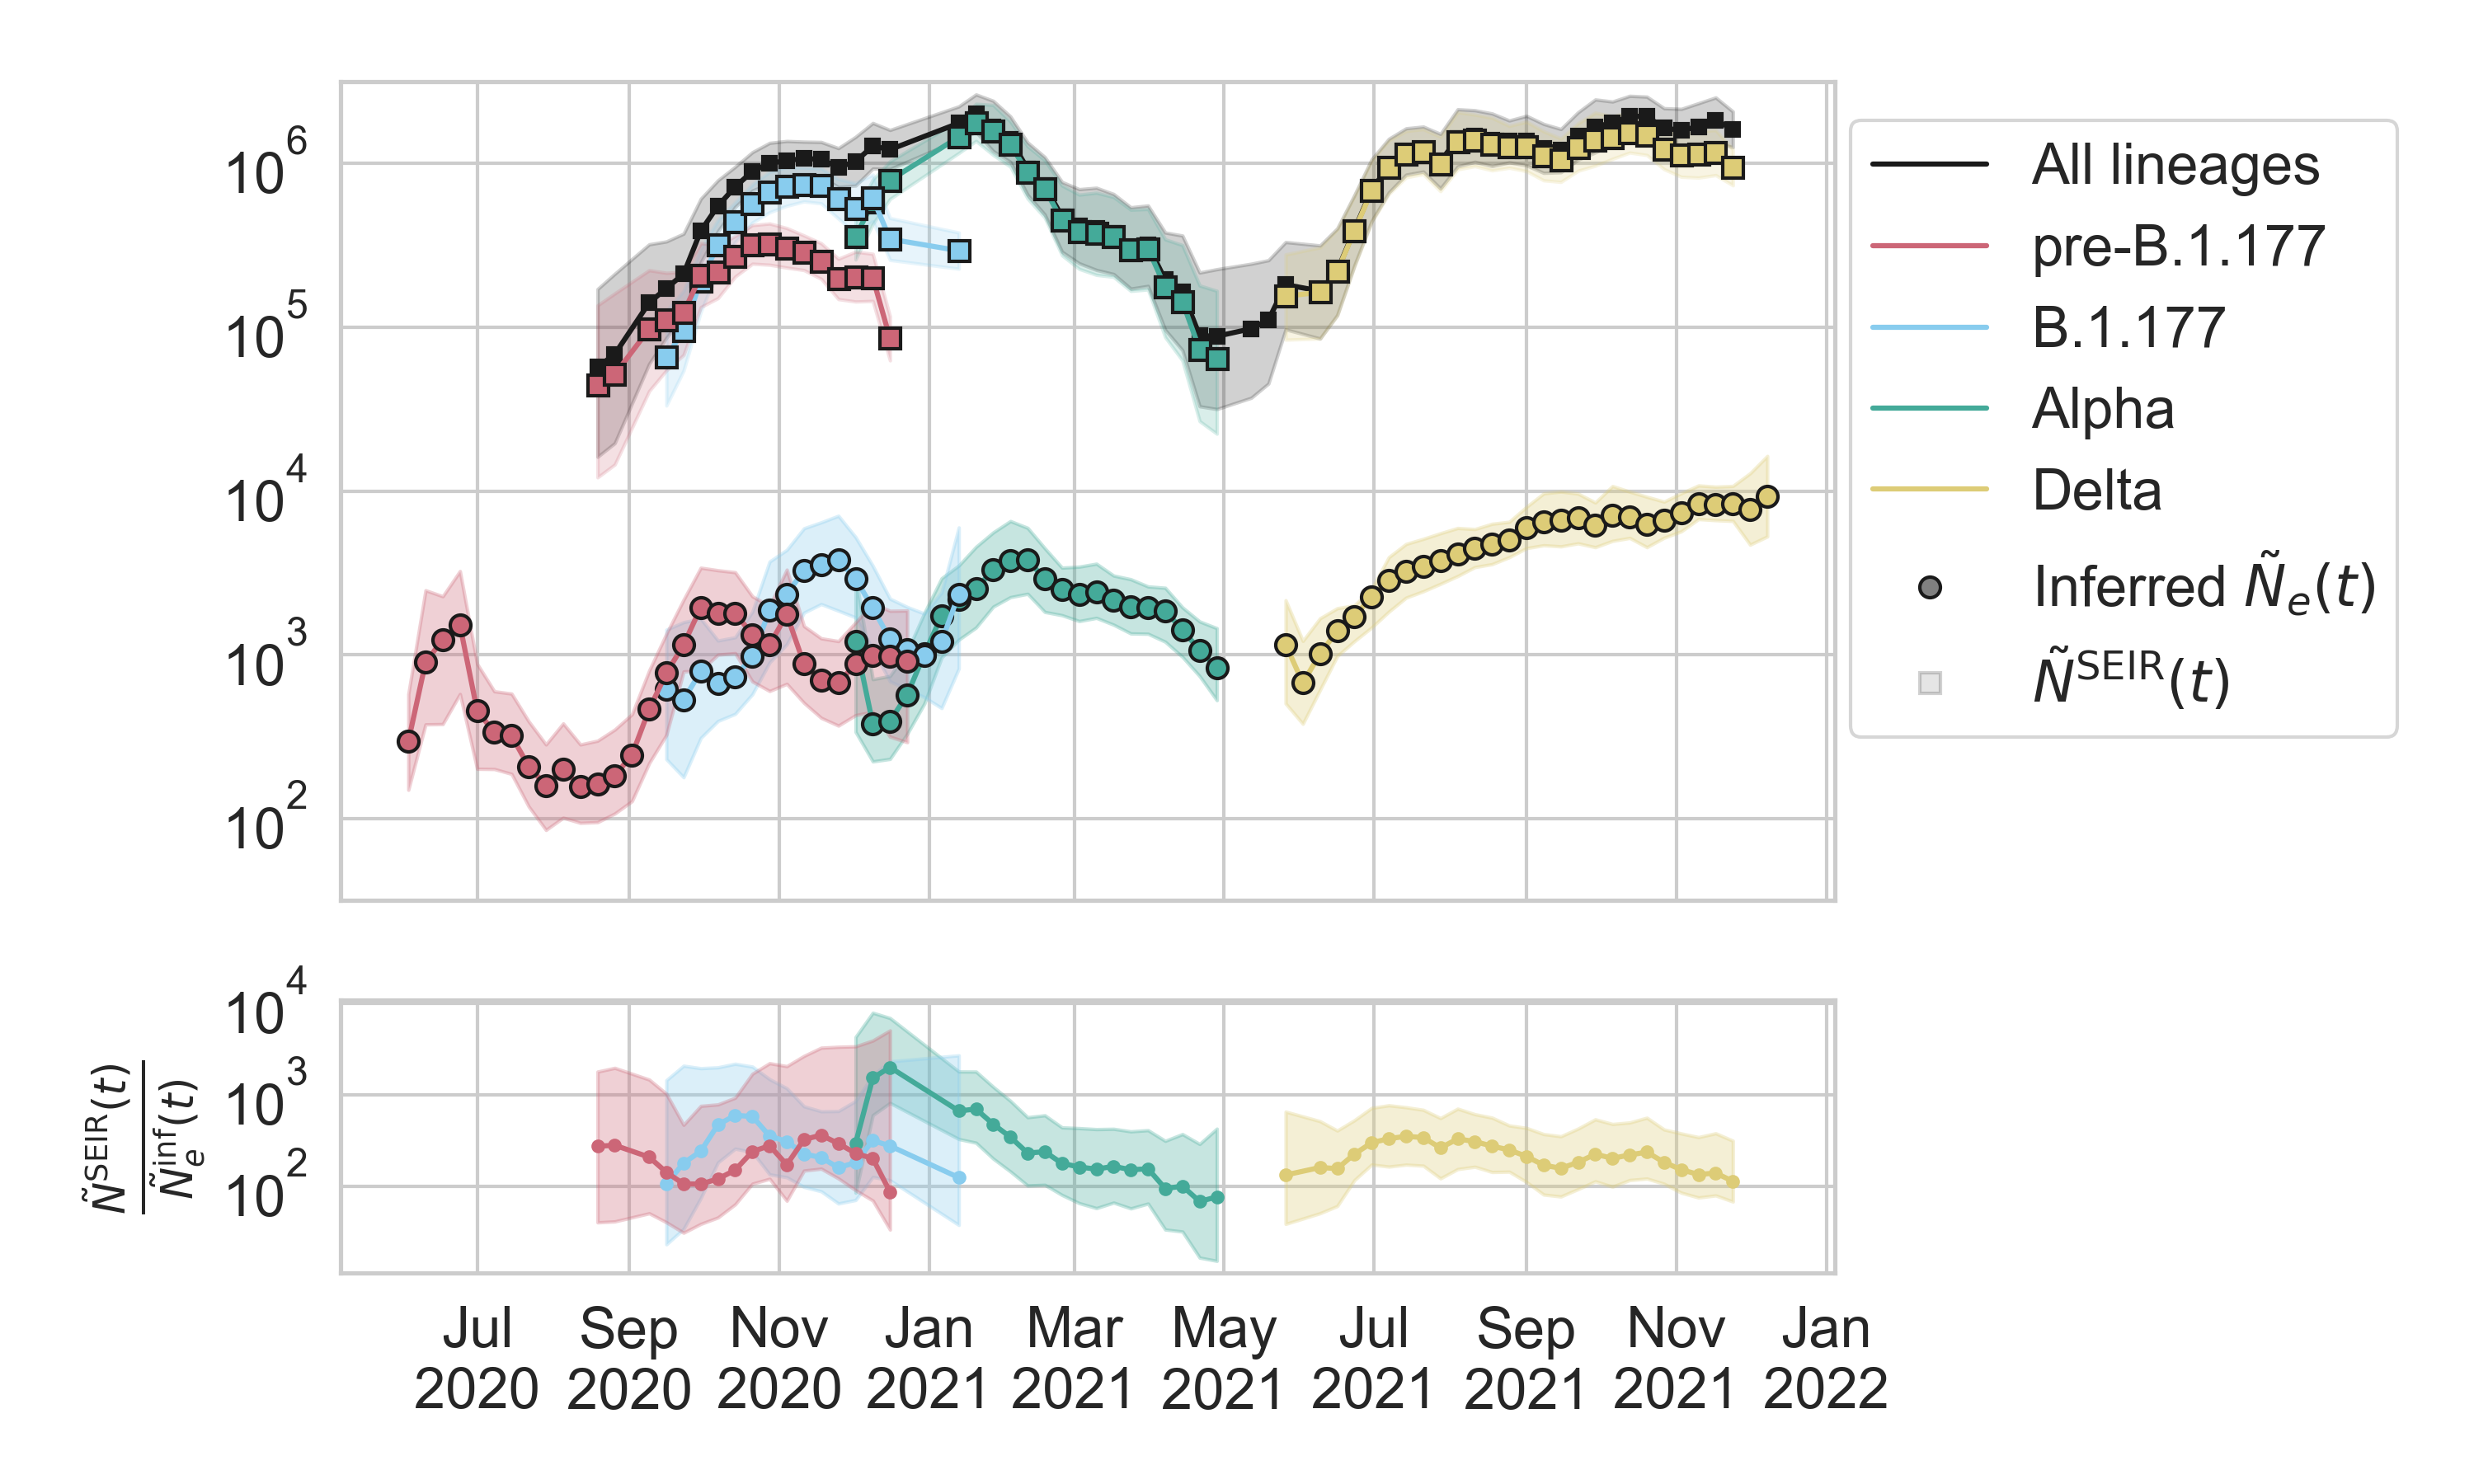 10^6
10^5
10^4
10^3
10^2
All lineages
pre-B.1.177
B.1.177
Alpha
Delta
Inferred Ñ_e(t)
Ñ^SEIR(t)
10^4
10^3
10^2
Ñ^SEIR(t)
Ñ_e^inf(t)
Jul Sep Nov Jan Mar May Jul Sep Nov Jan
2020 2020 2020 2021 2021 2021 2021 2021 2021 2022